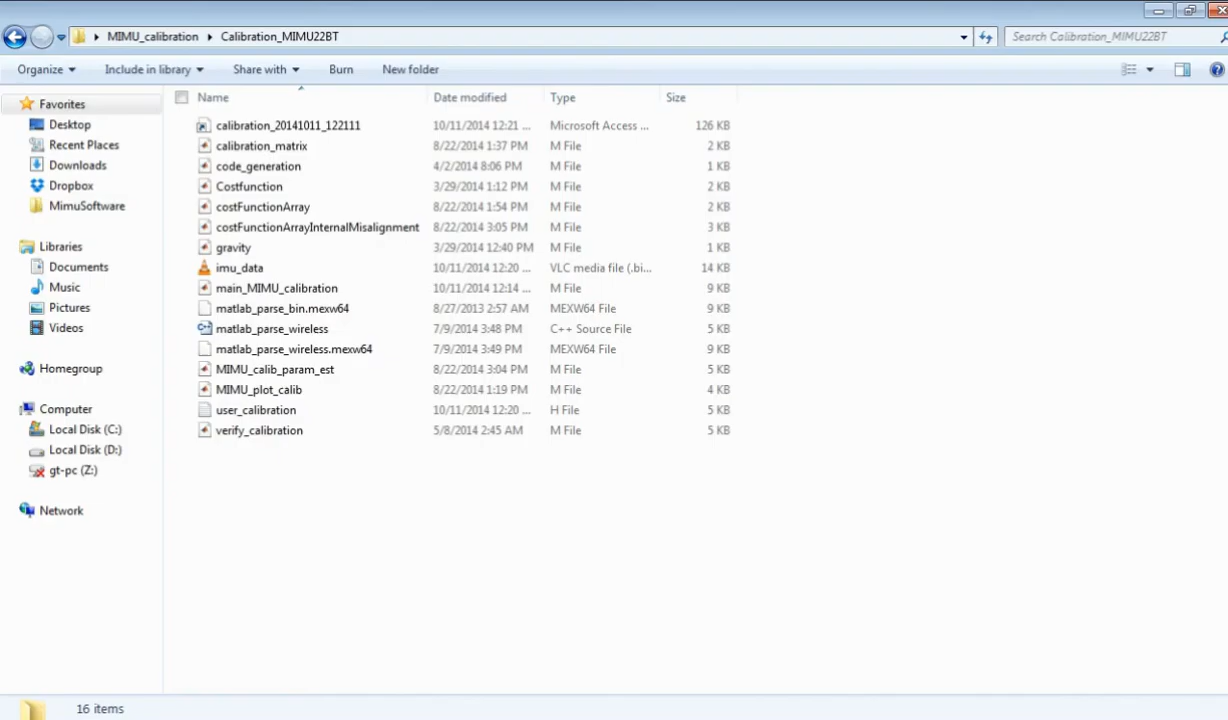 MIMU_calibration Calibration_MIMU22BT Search Calibration_MIMU22BT
Organize Include in library Share with Burn New folder
Name Date modified Type Size
Favorites
Desktop
Recent Places
Downloads
Dropbox
MimuSoftware
Libraries
Documents
Music
Pictures
Videos
Homegroup
Computer
Local Disk (C:)
Local Disk (D:)
gt-pc (Z:)
Network
calibration_20141011_122111 10/11/2014 12:21 ... Microsoft Access ... 126 KB
calibration_matrix 8/22/2014 1:37 PM M File 2 KB
code_generation 4/2/2014 8:06 PM M File 1 KB
Costfunction 3/29/2014 1:12 PM M File 2 KB
costFunctionArray 8/22/2014 1:54 PM M File 2 KB
costFunctionArrayInternalMisalignment 8/22/2014 3:05 PM M File 3 KB
gravity 3/29/2014 12:40 PM M File 1 KB
imu_data 10/11/2014 12:20 ... VLC media file (.bi... 14 KB
main_MIMU_calibration 10/11/2014 12:14 ... M File 9 KB
matlab_parse_bin.mexw64 8/27/2013 2:57 AM MEXW64 File 9 KB
matlab_parse_wireless 7/9/2014 3:48 PM C++ Source File 5 KB
matlab_parse_wireless.mexw64 7/9/2014 3:49 PM MEXW64 File 9 KB
MIMU_calib_param_est 8/22/2014 3:04 PM M File 5 KB
MIMU_plot_calib 8/22/2014 1:19 PM M File 4 KB
user_calibration 10/11/2014 12:20 ... H File 5 KB
verify_calibration 5/8/2014 2:45 AM M File 5 KB
16 items